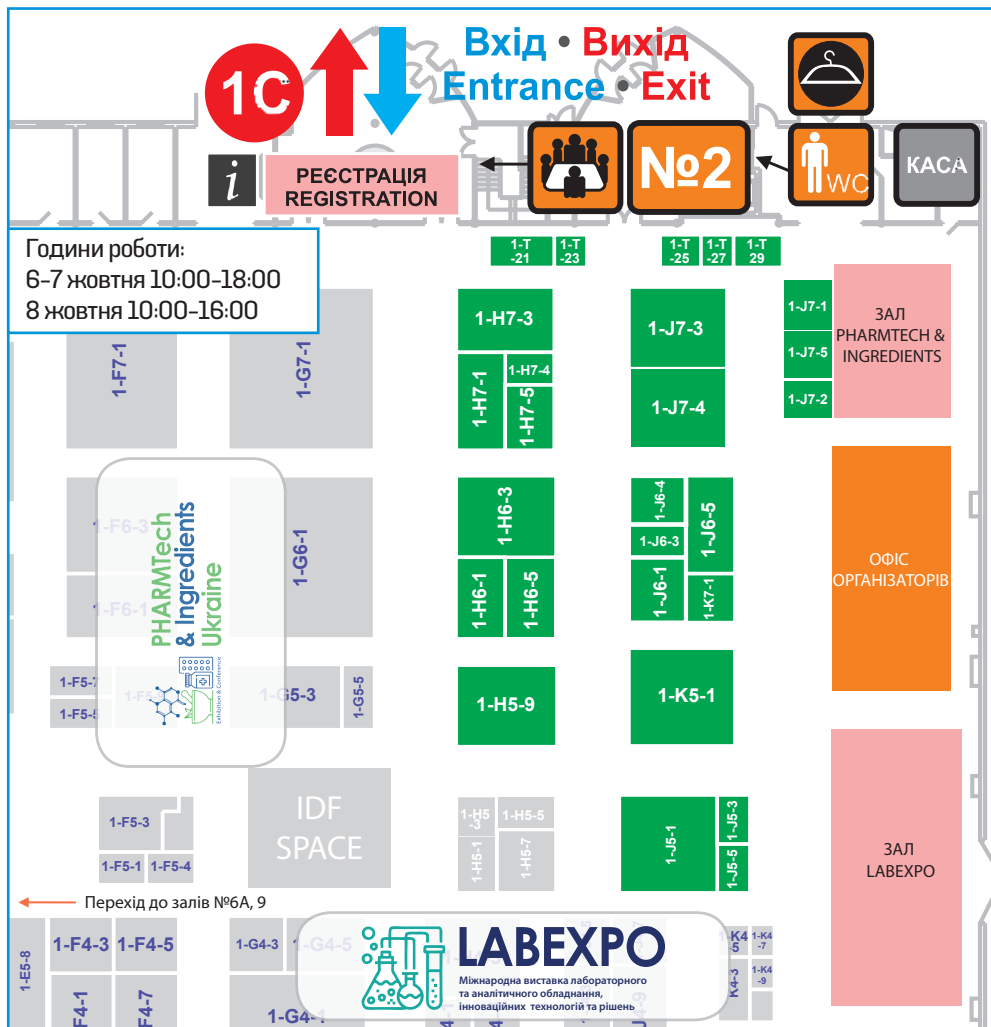 1C
Вхід • Вихід
Entrance • Exit
i
РЕЄСТРАЦІЯ
REGISTRATION
№2
WC
КАСА
Години роботи:
6–7 жовтня 10:00–18:00
8 жовтня 10:00–16:00
1-T
-21
1-T
-23
1-T
-25
1-T
-27
1-T
29
1-F7-1
1-G7-1
1-H7-3
1-H7-1
1-H7-4
1-H7-5
1-J7-3
1-J7-4
1-J7-1
1-J7-5
1-J7-2
ЗАЛ
PHARMTECH &
INGREDIENTS
1-F6-3
1-F6-1
1-G6-1
PHARMTech
& Ingredients
Ukraine
Exhibition & Conference
1-H6-3
1-H6-1
1-H6-5
1-J6-4
1-J6-3
1-J6-1
1-J6-5
1-K7-1
ОФІС
ОРГАНІЗАТОРІВ
1-F5-7
1-F5-5
1-G5-3
1-G5-5
1-H5-9
1-K5-1
1-F5-3
1-F5-1
1-F5-4
IDF
SPACE
1-H5
-3
1-H5-5
1-H5-1
1-H5-7
1-J5-1
1-J5-3
1-J5-5
ЗАЛ
LABEXPO
Перехід до залів №6А, 9
1-E5-8
1-F4-3
1-F4-5
F4-1
F4-7
1-G4-3
1-G4-5
1-G4-1
LABEXPO
Міжнародна виставка лабораторного
та аналітичного обладнання,
інноваційних технологій та рішень
-K4
5
1-K4
-7
K4-3
1-K4
-9